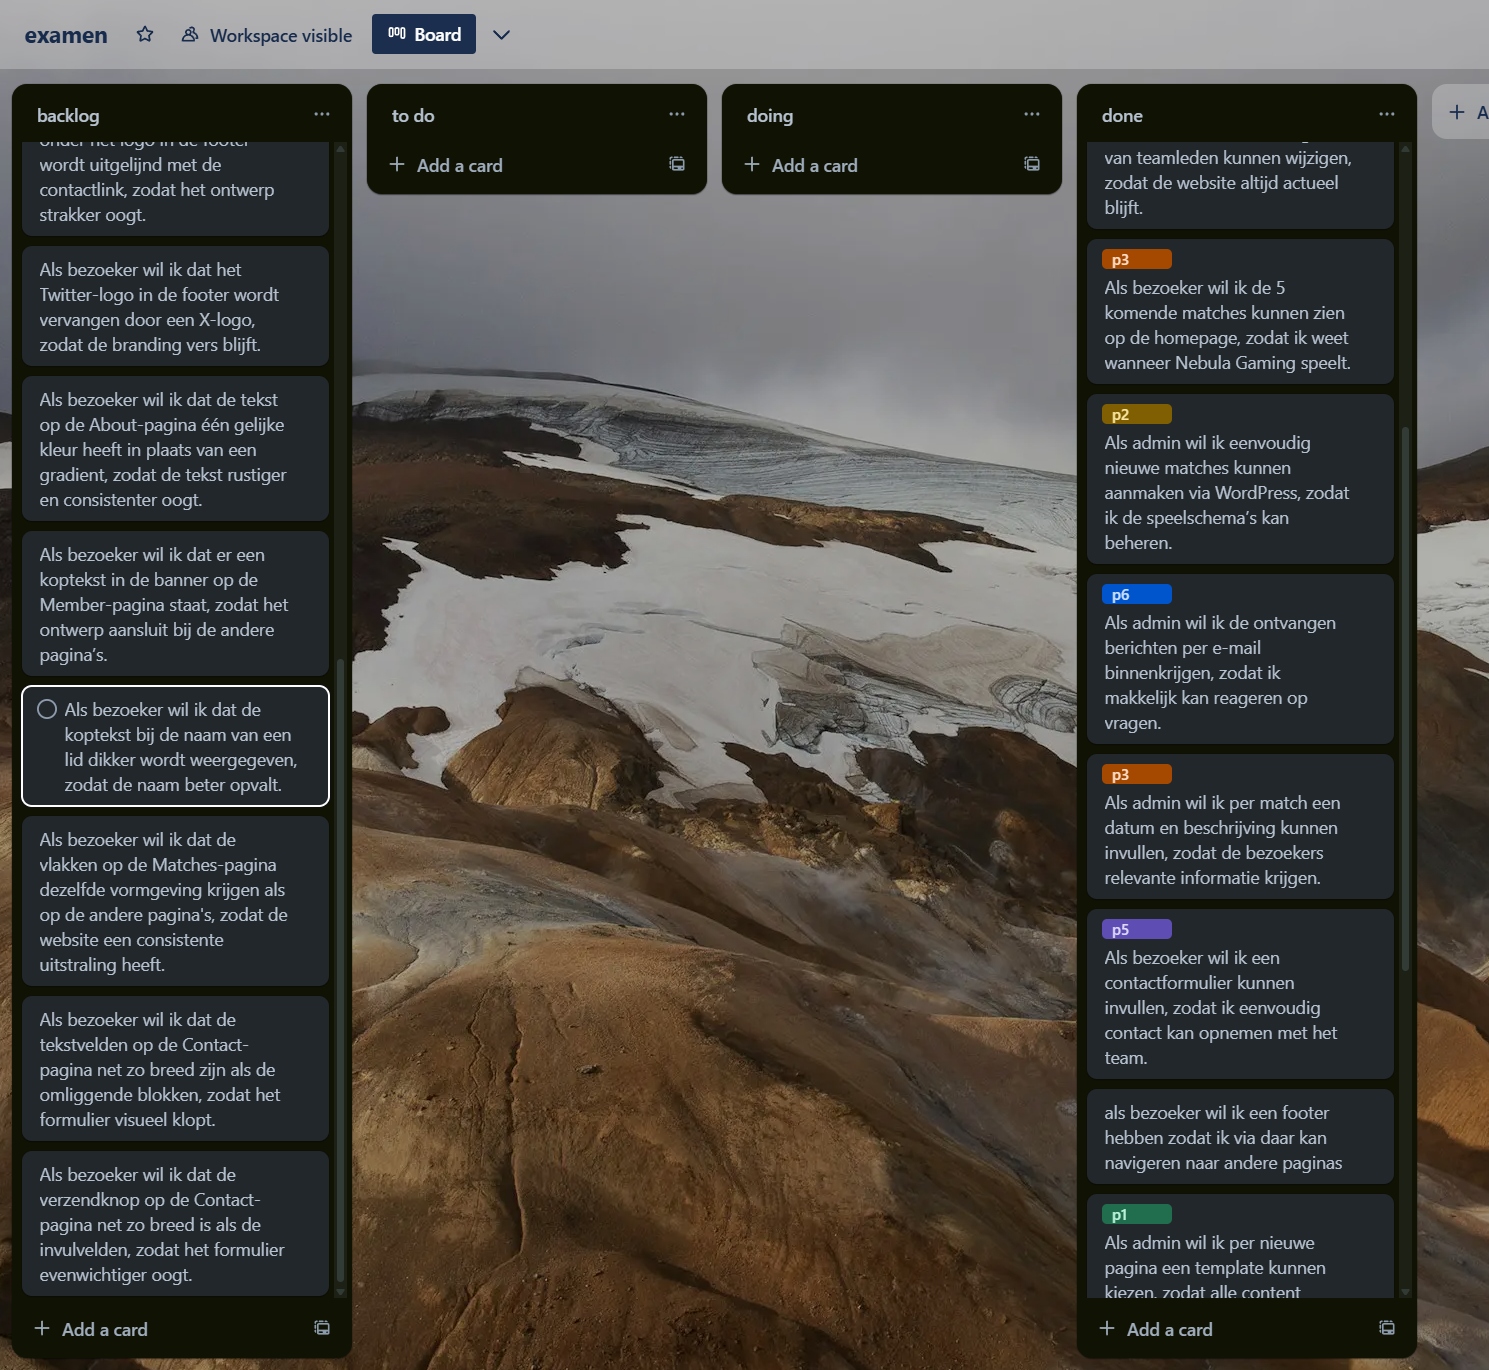 examen
Workspace visible
Board
backlog
onder het logo in de footer
wordt uitgelijnd met de
contactlink, zodat het ontwerp
strakker oogt.
Als bezoeker wil ik dat het
Twitter-logo in de footer wordt
vervangen door een X-logo,
zodat de branding vers blijft.
Als bezoeker wil ik dat de tekst
op de About-pagina één gelijke
kleur heeft in plaats van een
gradient, zodat de tekst rustiger
en consistenter oogt.
Als bezoeker wil ik dat er een
koptekst in de banner op de
Member-pagina staat, zodat het
ontwerp aansluit bij de andere
pagina’s.
Als bezoeker wil ik dat de
koptekst bij de naam van een
lid dikker wordt weergegeven,
zodat de naam beter opvalt.
Als bezoeker wil ik dat de
vlakken op de Matches-pagina
dezelfde vormgeving krijgen als
op de andere pagina's, zodat de
website een consistente
uitstraling heeft.
Als bezoeker wil ik dat de
tekstvelden op de Contact-
pagina net zo breed zijn als de
omliggende blokken, zodat het
formulier visueel klopt.
Als bezoeker wil ik dat de
verzendknop op de Contact-
pagina net zo breed is als de
invulvelden, zodat het formulier
evenwichtiger oogt.
+ Add a card
to do
+ Add a card
doing
+ Add a card
done
van teamleden kunnen wijzigen,
zodat de website altijd actueel
blijft.
p3
Als bezoeker wil ik de 5
komende matches kunnen zien
op de homepage, zodat ik weet
wanneer Nebula Gaming speelt.
p2
Als admin wil ik eenvoudig
nieuwe matches kunnen
aanmaken via WordPress, zodat
ik de speelschema’s kan
beheren.
p6
Als admin wil ik de ontvangen
berichten per e-mail
binnenkrijgen, zodat ik
makkelijk kan reageren op
vragen.
p3
Als admin wil ik per match een
datum en beschrijving kunnen
invullen, zodat de bezoekers
relevante informatie krijgen.
p5
Als bezoeker wil ik een
contactformulier kunnen
invullen, zodat ik eenvoudig
contact kan opnemen met het
team.
als bezoeker wil ik een footer
hebben zodat ik via daar kan
navigeren naar andere paginas
p1
Als admin wil ik per nieuwe
pagina een template kunnen
kiezen, zodat alle content
+ Add a card
+ A